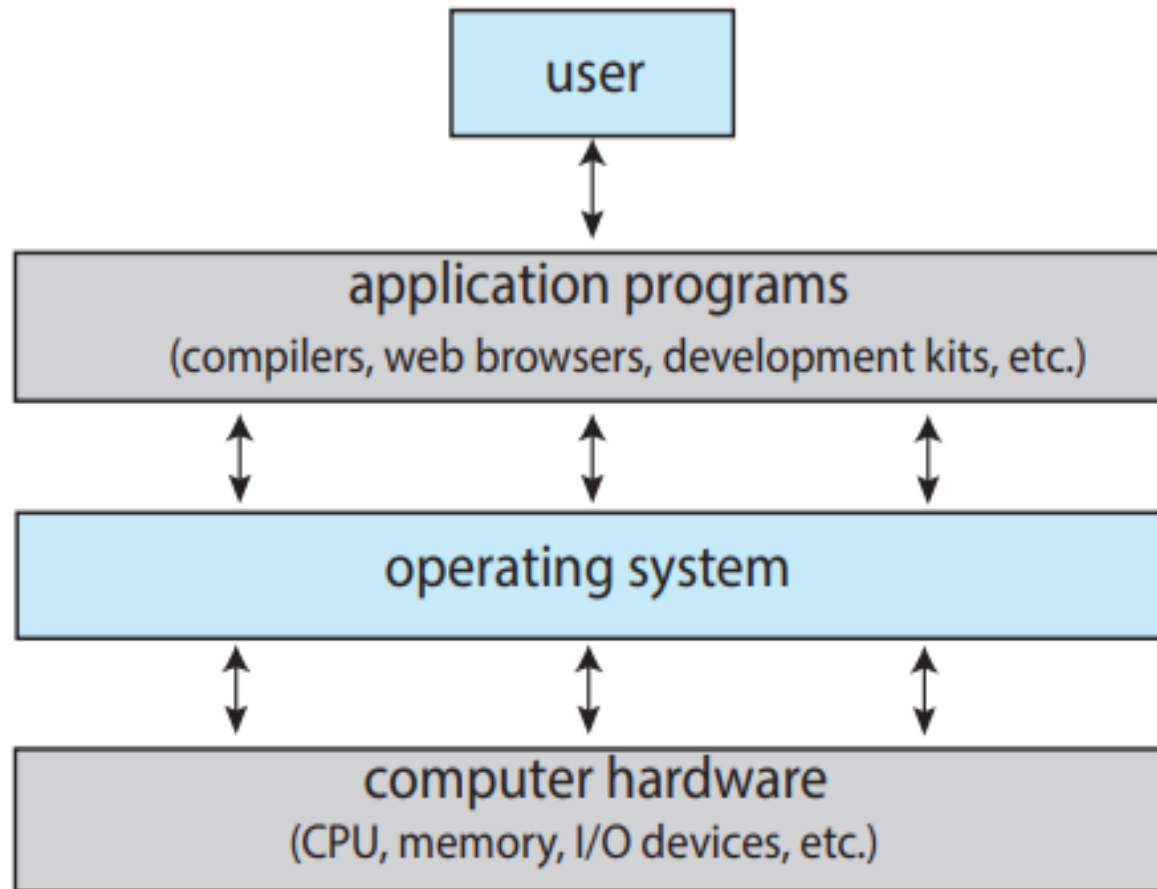 user
application programs
(compilers, web browsers, development kits, etc.)
operating system
computer hardware
(CPU, memory, I/O devices, etc.)